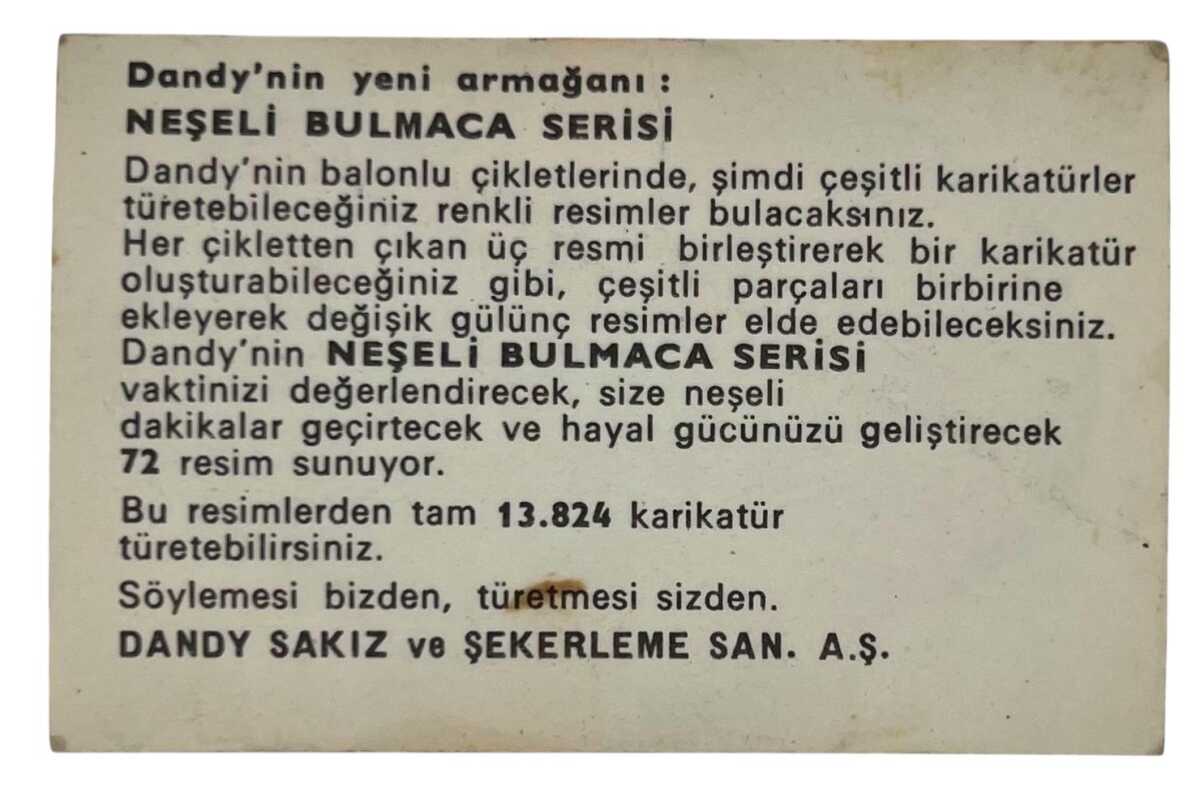 Dandy'nin yeni armağanı :
NEŞELİ BULMACA SERİSİ
Dandy'nin balonlu çikletlerinde, şimdi çeşitli karikatürler
türetebileceğiniz renkli resimler bulacaksınız.
Her çikletten çıkan üç resmi birleştirerek bir karikatür
oluşturabileceğiniz gibi, çeşitli parçaları birbirine
ekleyerek değişik gülünç resimler elde edebileceksiniz.
Dandy'nin NEŞELİ BULMACA SERİSİ
vaktinizi değerlendirecek, size neşeli
dakikalar geçirtecek ve hayal gücünüzü geliştirecek
72 resim sunuyor.
Bu resimlerden tam 13.824 karikatür
türetebilirsiniz.
Söylemesi bizden, türetmesi sizden.
DANDY SAKIZ ve ŞEKERLEME SAN. A.Ş.